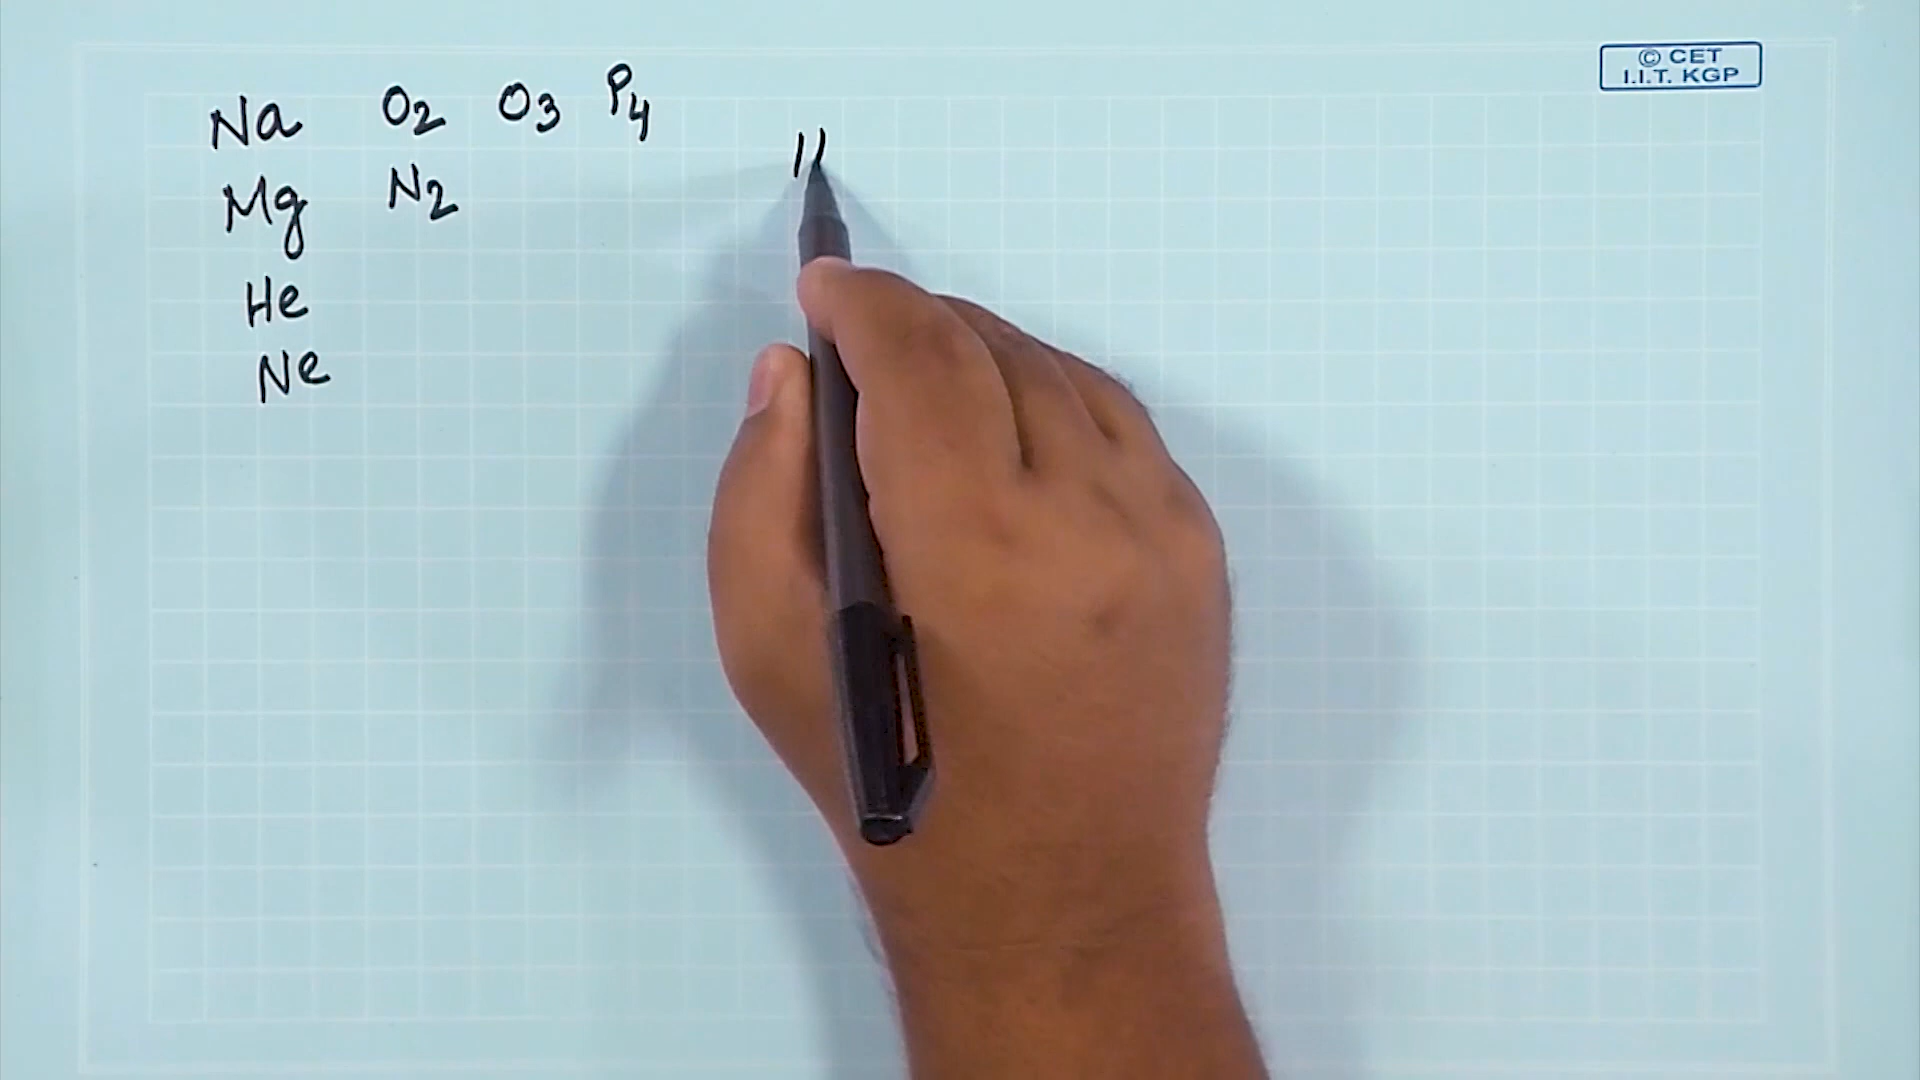 © CET
I.I.T. KGP
Na O2 O3 P4
Mg N2
He
Ne